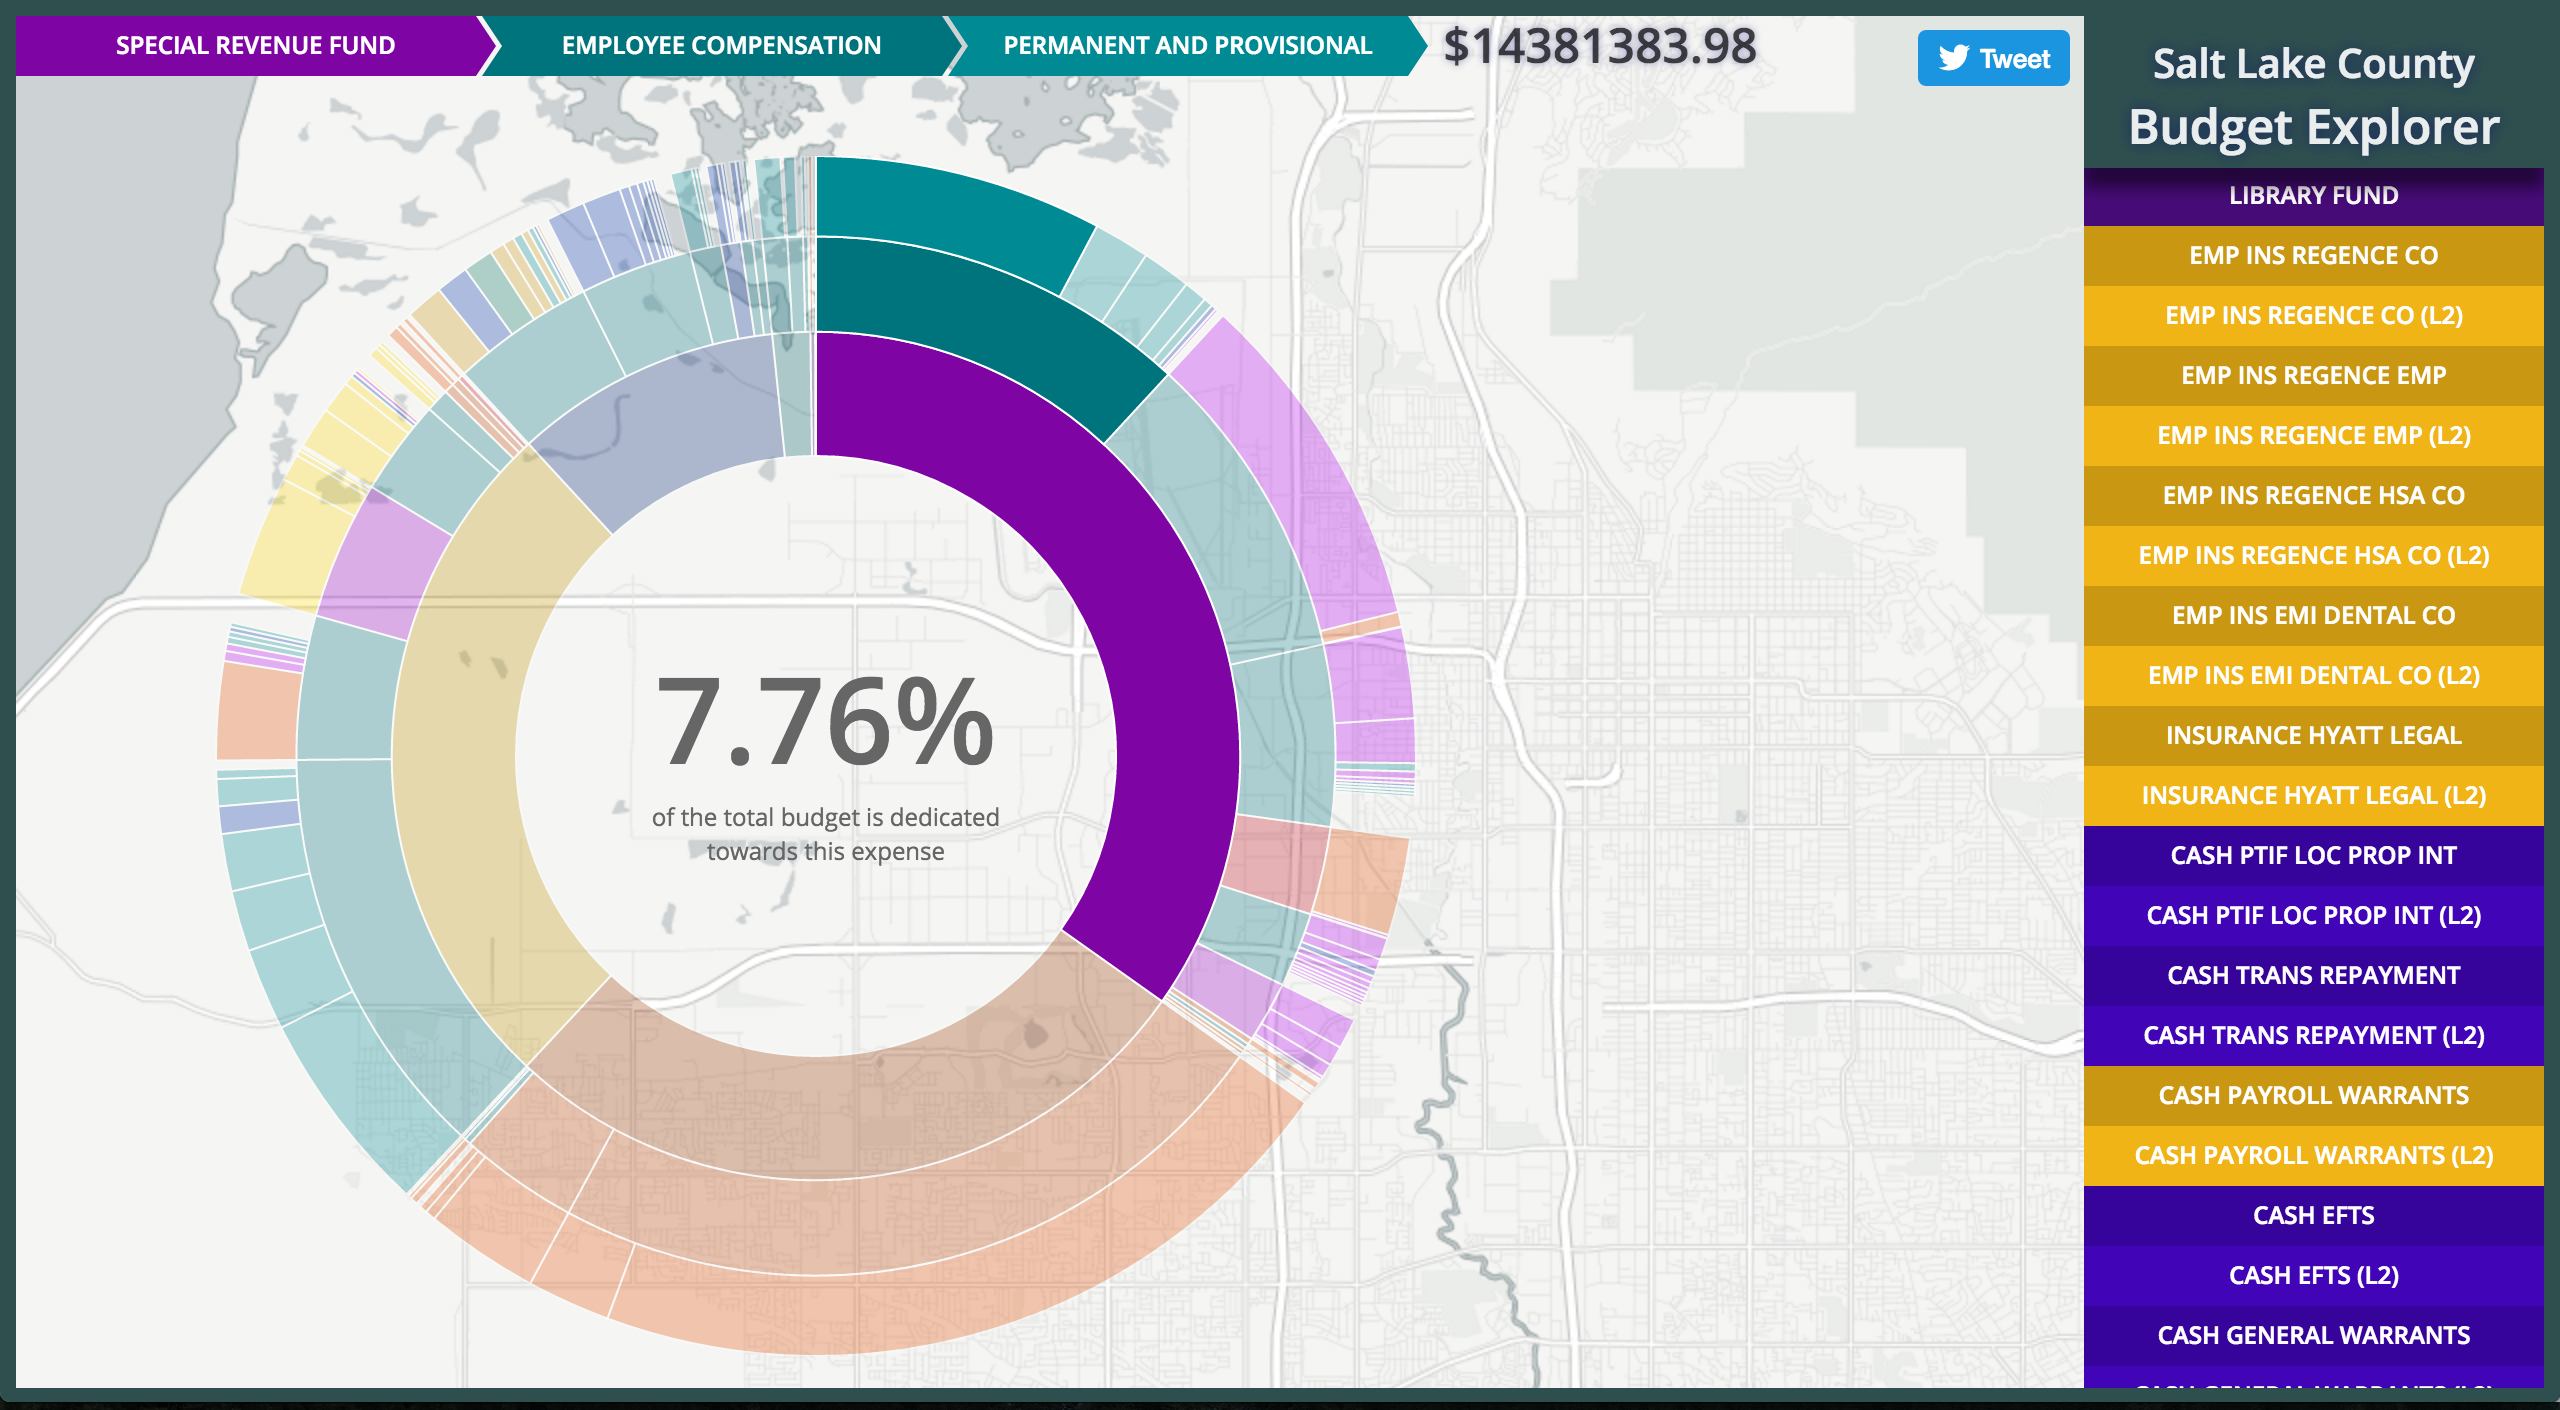 SPECIAL REVENUE FUND
EMPLOYEE COMPENSATION
PERMANENT AND PROVISIONAL
$14381383.98
Tweet
7.76%
of the total budget is dedicated
towards this expense
Salt Lake County
Budget Explorer
LIBRARY FUND
EMP INS REGENCE CO
EMP INS REGENCE CO (L2)
EMP INS REGENCE EMP
EMP INS REGENCE EMP (L2)
EMP INS REGENCE HSA CO
EMP INS REGENCE HSA CO (L2)
EMP INS EMI DENTAL CO
EMP INS EMI DENTAL CO (L2)
INSURANCE HYATT LEGAL
INSURANCE HYATT LEGAL (L2)
CASH PTIF LOC PROP INT
CASH PTIF LOC PROP INT (L2)
CASH TRANS REPAYMENT
CASH TRANS REPAYMENT (L2)
CASH PAYROLL WARRANTS
CASH PAYROLL WARRANTS (L2)
CASH EFTS
CASH EFTS (L2)
CASH GENERAL WARRANTS